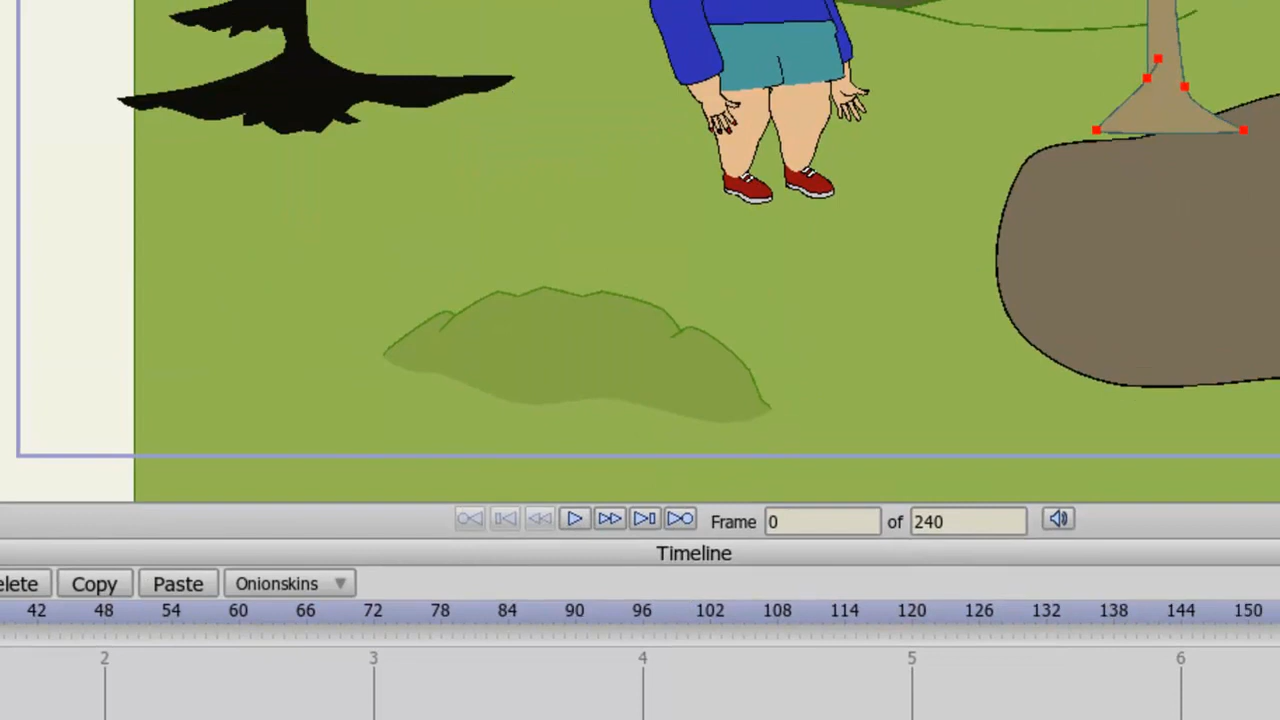 Frame 0 of 240
Timeline
elete Copy Paste Onionskins
42 48 54 60 66 72 78 84 90 96 102 108 114 120 126 132 138 144 150
2 3 4 5 6